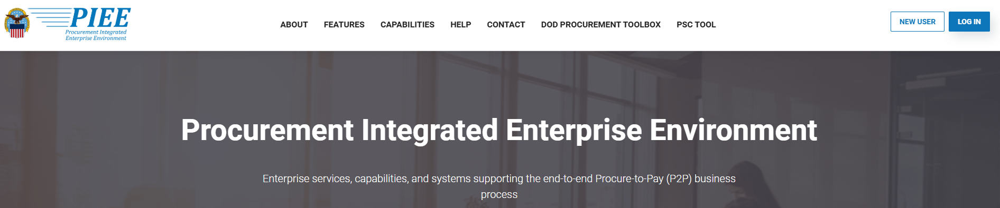 PIEE
Procurement Integrated
Enterprise Environment
ABOUT
FEATURES
CAPABILITIES
HELP
CONTACT
DOD PROCUREMENT TOOLBOX
PSC TOOL
NEW USER
LOG IN
Procurement Integrated Enterprise Environment
Enterprise services, capabilities, and systems supporting the end-to-end Procure-to-Pay (P2P) business
process